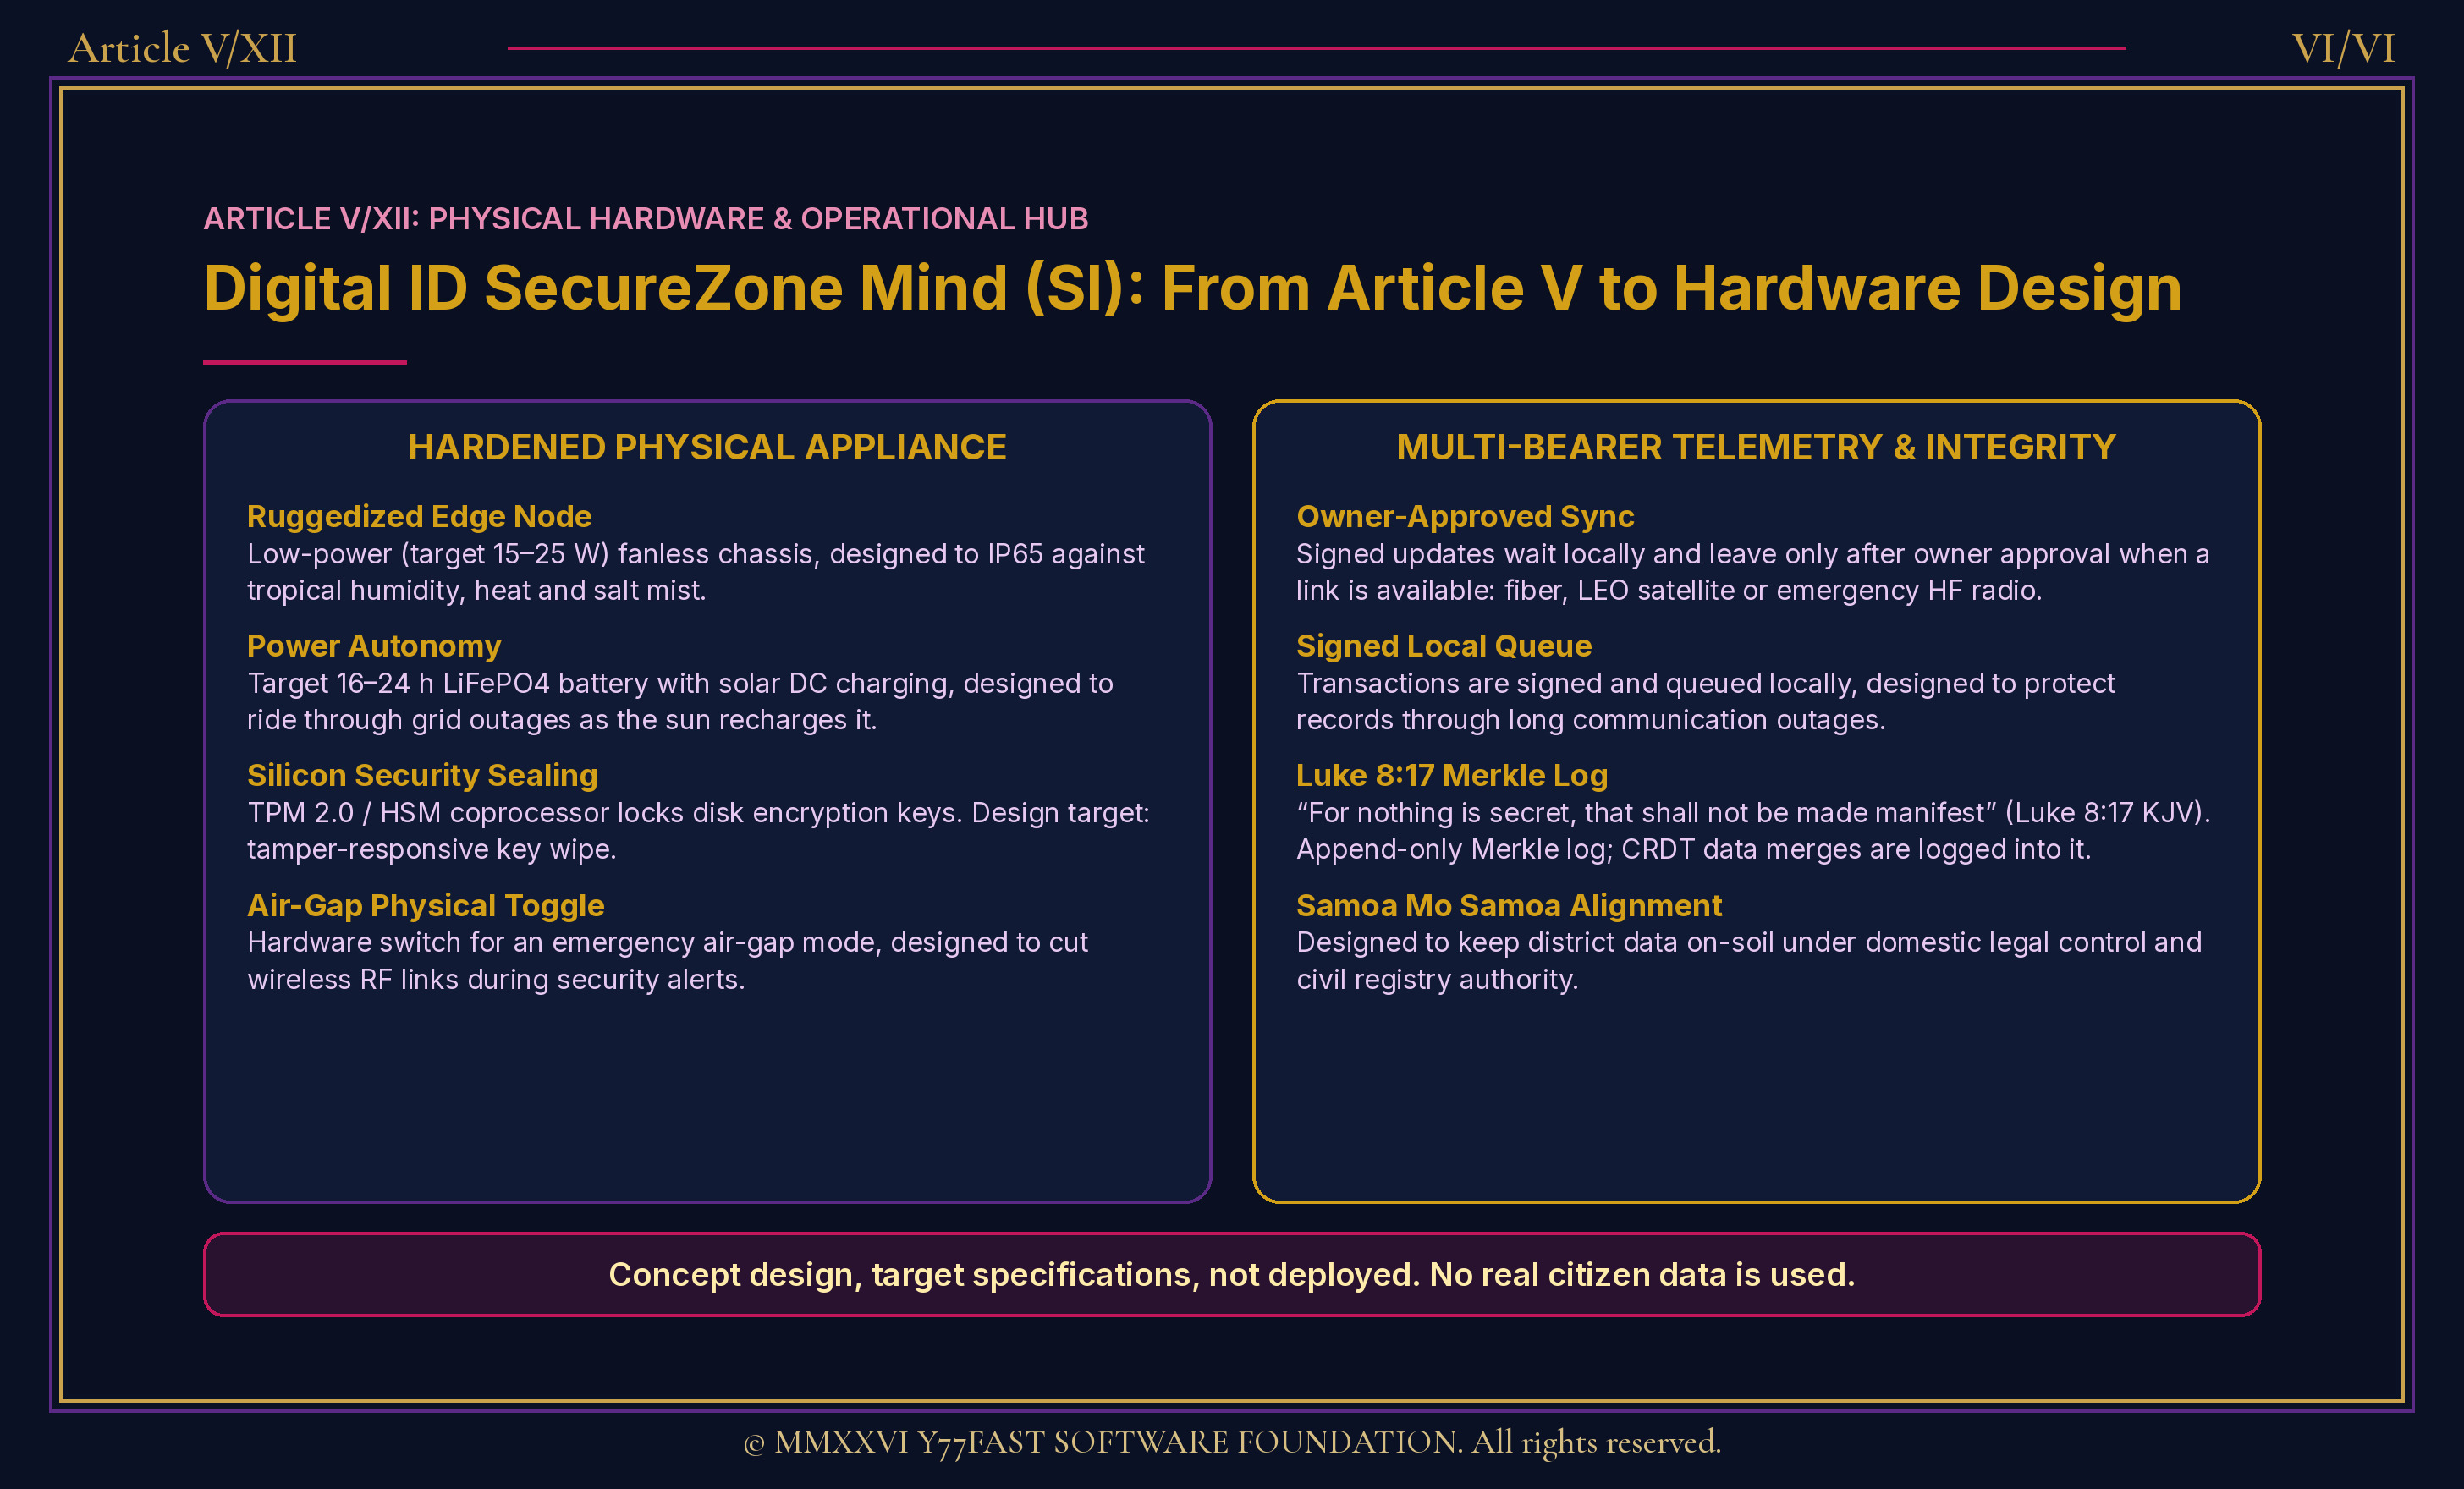 Article V/XII
VI/VI
ARTICLE V/XII: PHYSICAL HARDWARE & OPERATIONAL HUB
Digital ID SecureZone Mind (SI): From Article V to Hardware Design
HARDENED PHYSICAL APPLIANCE
Ruggedized Edge Node
Low-power (target 15–25 W) fanless chassis, designed to IP65 against
tropical humidity, heat and salt mist.
Power Autonomy
Target 16–24 h LiFePO4 battery with solar DC charging, designed to
ride through grid outages as the sun recharges it.
Silicon Security Sealing
TPM 2.0 / HSM coprocessor locks disk encryption keys. Design target:
tamper-responsive key wipe.
Air-Gap Physical Toggle
Hardware switch for an emergency air-gap mode, designed to cut
wireless RF links during security alerts.
MULTI-BEARER TELEMETRY & INTEGRITY
Owner-Approved Sync
Signed updates wait locally and leave only after owner approval when a
link is available: fiber, LEO satellite or emergency HF radio.
Signed Local Queue
Transactions are signed and queued locally, designed to protect
records through long communication outages.
Luke 8:17 Merkle Log
“For nothing is secret, that shall not be made manifest” (Luke 8:17 KJV).
Append-only Merkle log; CRDT data merges are logged into it.
Samoa Mo Samoa Alignment
Designed to keep district data on-soil under domestic legal control and
civil registry authority.
Concept design, target specifications, not deployed. No real citizen data is used.
© MMXXVI Y77FAST SOFTWARE FOUNDATION. All rights reserved.